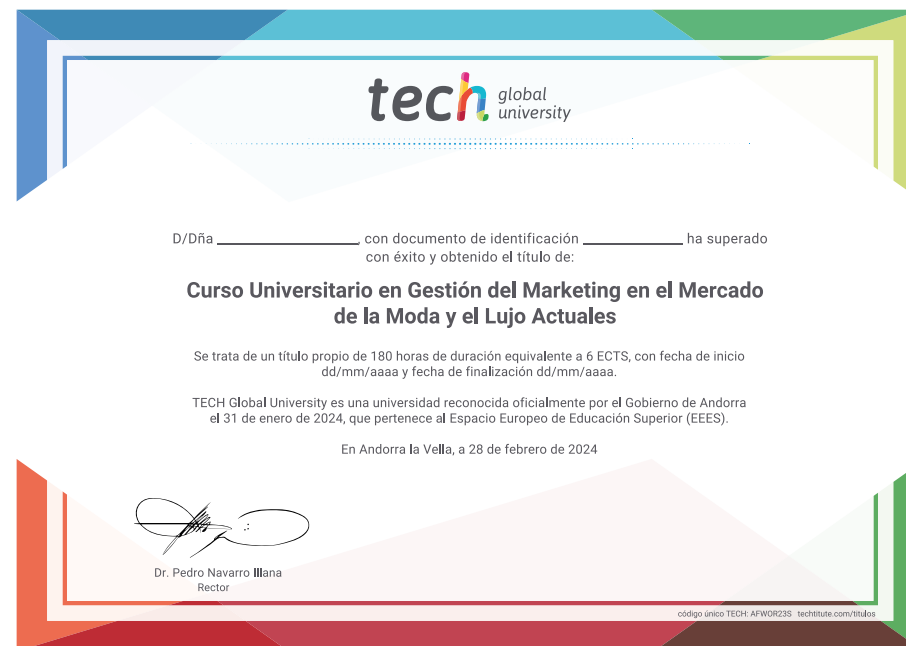 tech global university
D/Dña ____________________, con documento de identificación ______________ ha superado
con éxito y obtenido el título de:
Curso Universitario en Gestión del Marketing en el Mercado
de la Moda y el Lujo Actuales
Se trata de un título propio de 180 horas de duración equivalente a 6 ECTS, con fecha de inicio
dd/mm/aaaa y fecha de finalización dd/mm/aaaa.
TECH Global University es una universidad reconocida oficialmente por el Gobierno de Andorra
el 31 de enero de 2024, que pertenece al Espacio Europeo de Educación Superior (EEES).
En Andorra la Vella, a 28 de febrero de 2024
Dr. Pedro Navarro Illana
Rector
código único TECH: AFWOR23S techtitute.com/titulos